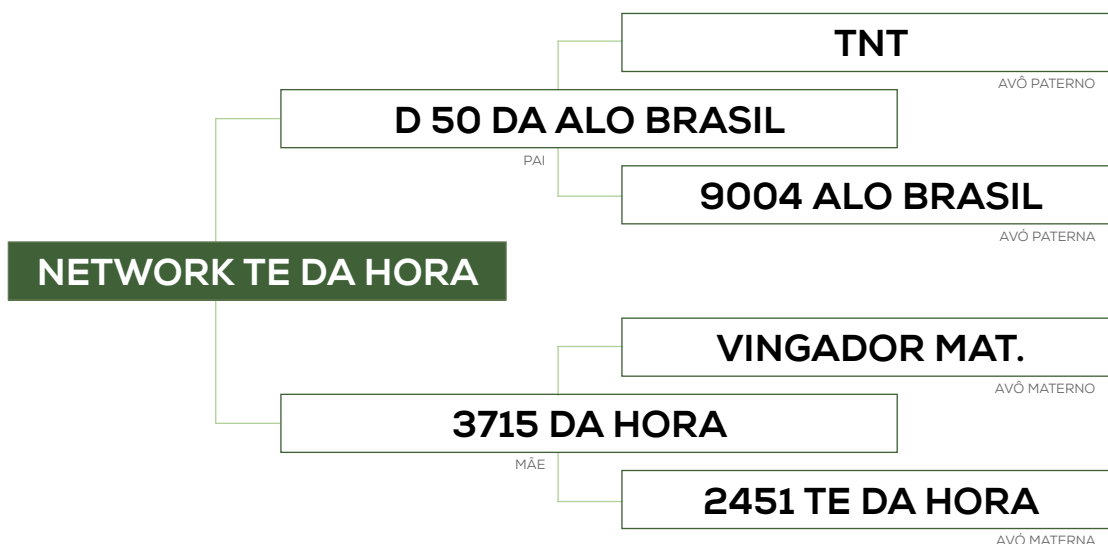 TNT
AVÔ PATERNO
D 50 DA ALO BRASIL
PAI
9004 ALO BRASIL
AVÓ PATERNA
NETWORK TE DA HORA
VINGADOR MAT.
AVÔ MATERNO
3715 DA HORA
MÃE
2451 TE DA HORA
AVÓ MATERNA